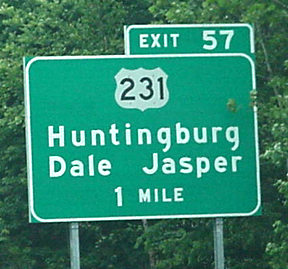 EXIT 57
231
Huntingburg
Dale Jasper
1 MILE